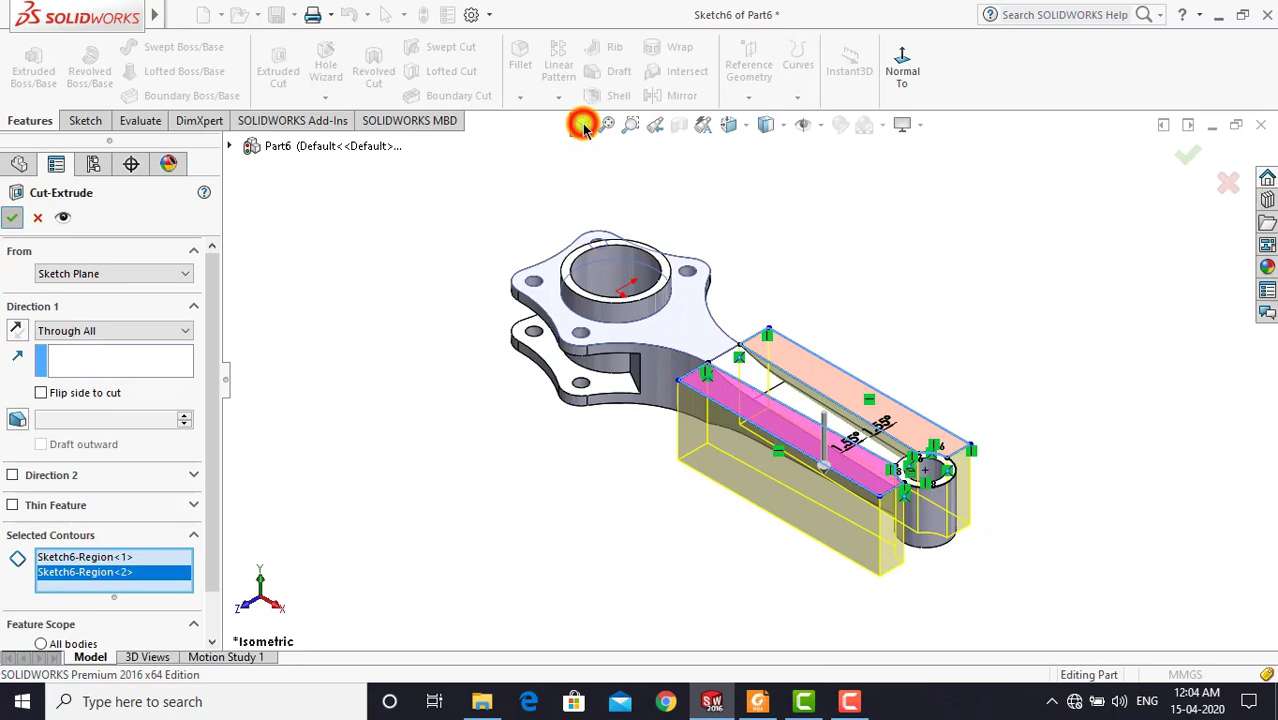 SOLIDWORKS
Sketch6 of Part6 *
Search SOLIDWORKS Help
Extruded Boss/Base
Revolved Boss/Base
Swept Boss/Base
Lofted Boss/Base
Boundary Boss/Base
Extruded Cut
Hole Wizard
Revolved Cut
Swept Cut
Lofted Cut
Boundary Cut
Fillet
Linear Pattern
Rib
Draft
Shell
Wrap
Intersect
Mirror
Reference Geometry
Curves
Instant3D
Normal To
Features
Sketch
Evaluate
DimXpert
SOLIDWORKS Add-Ins
SOLIDWORKS MBD
Part6 (Default<<Default>...
Cut-Extrude
From
Sketch Plane
Direction 1
Through All
Flip side to cut
Draft outward
Direction 2
Thin Feature
Selected Contours
Sketch6-Region<1>
Sketch6-Region<2>
Feature Scope
All bodies
1.55°
1.55°
Y
Z
X
*Isometric
Model
3D Views
Motion Study 1
SOLIDWORKS Premium 2016 x64 Edition
Editing Part
MMGS
Type here to search
SW
2016
ENG
12:04 AM
15-04-2020